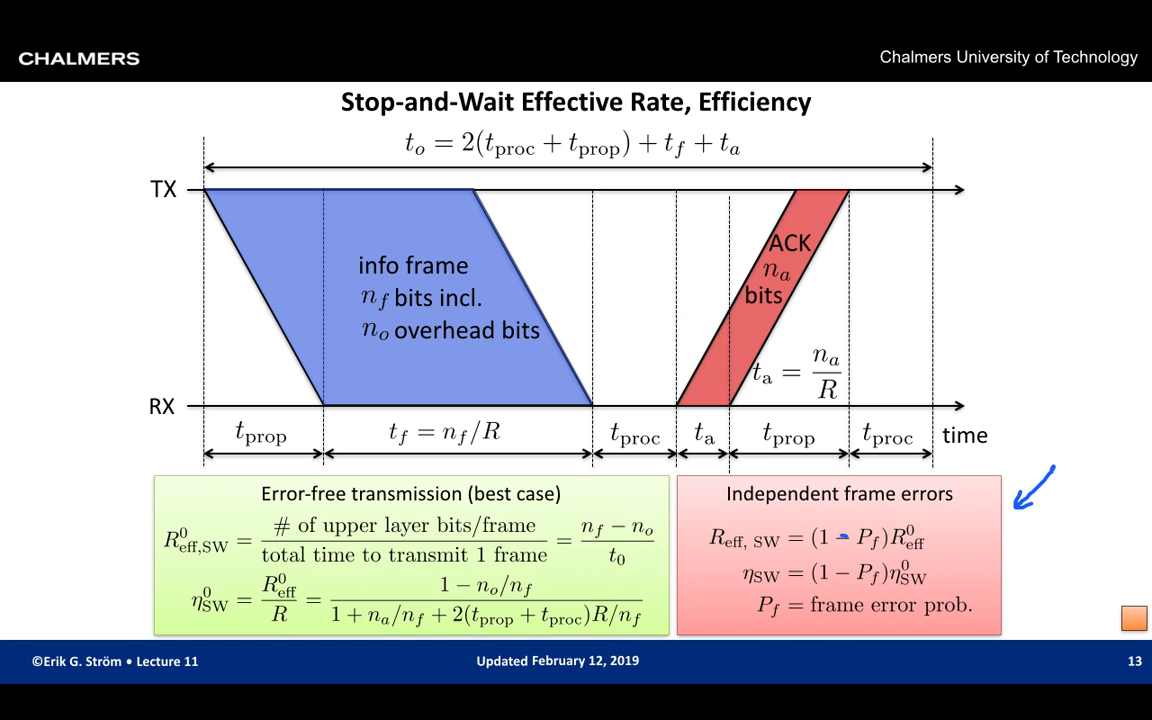 CHALMERS
Chalmers University of Technology
Stop-and-Wait Effective Rate, Efficiency
t_o = 2(t_proc + t_prop) + t_f + t_a
TX
info frame
n_f bits incl.
n_o overhead bits
ACK
n_a
bits
t_a = n_a / R
RX
t_prop
t_f = n_f/R
t_proc
t_a
t_prop
t_proc
time
Error-free transmission (best case)
R^0_eff,SW = # of upper layer bits/frame / total time to transmit 1 frame = n_f − n_o / t_0
η^0_SW = R^0_eff / R = 1 − n_o/n_f / 1 + n_a/n_f + 2(t_prop + t_proc)R/n_f
Independent frame errors
R_eff, SW = (1 - P_f)R^0_eff
η_SW = (1 − P_f)η^0_SW
P_f = frame error prob.
©Erik G. Ström • Lecture 11
Updated February 12, 2019
13